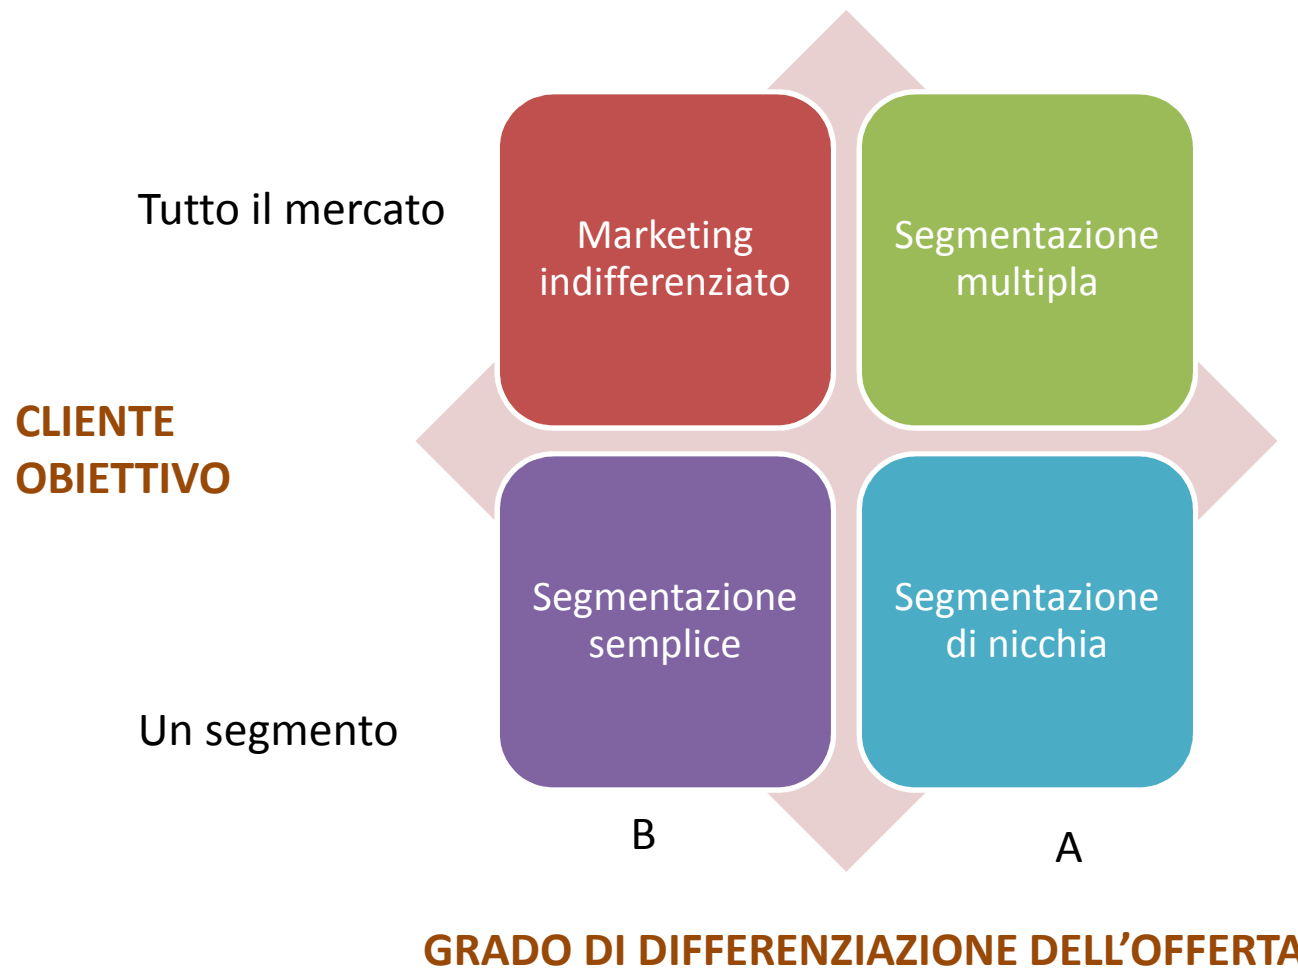 Tutto il mercato
Marketing
indifferenziato
Segmentazione
multipla
CLIENTE
OBIETTIVO
Segmentazione
semplice
Segmentazione
di nicchia
Un segmento
B
A
GRADO DI DIFFERENZIAZIONE DELL’OFFERTA